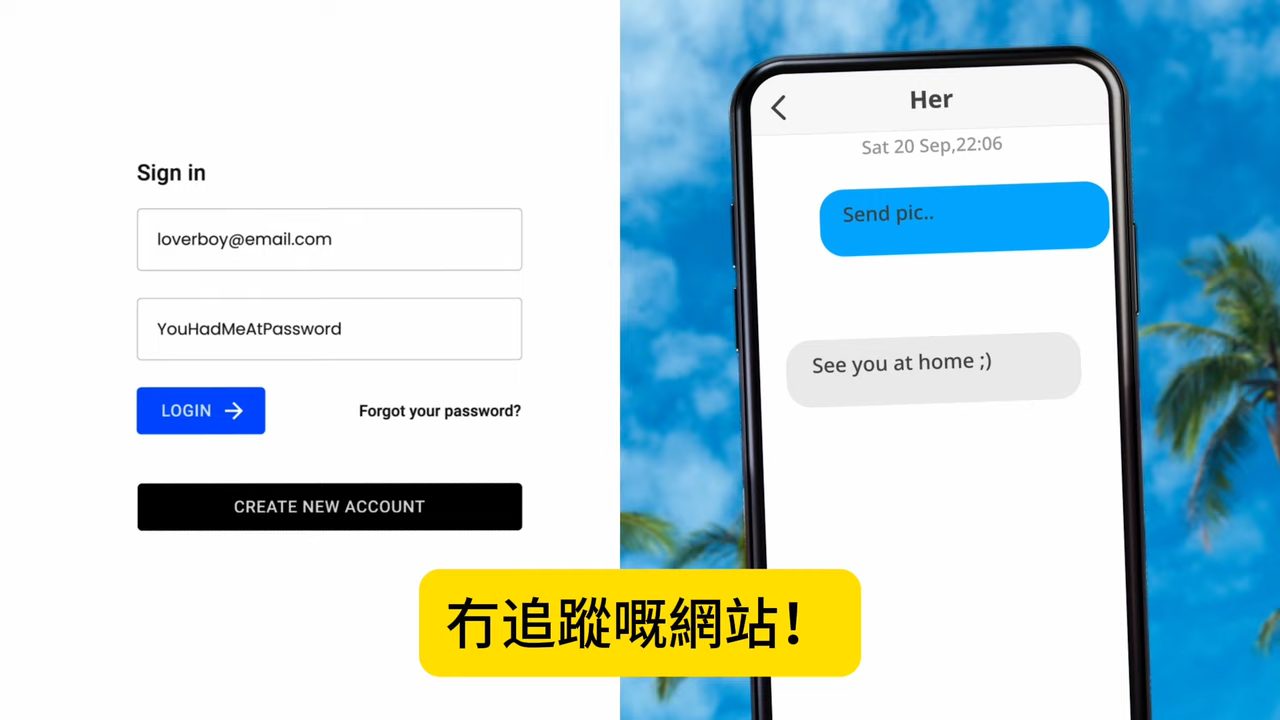 Sign in
loverboy@email.com
YouHadMeAtPassword
LOGIN
Forgot your password?
CREATE NEW ACCOUNT
Her
Sat 20 Sep,22:06
Send pic..
See you at home ;)
冇追蹤嘅網站!